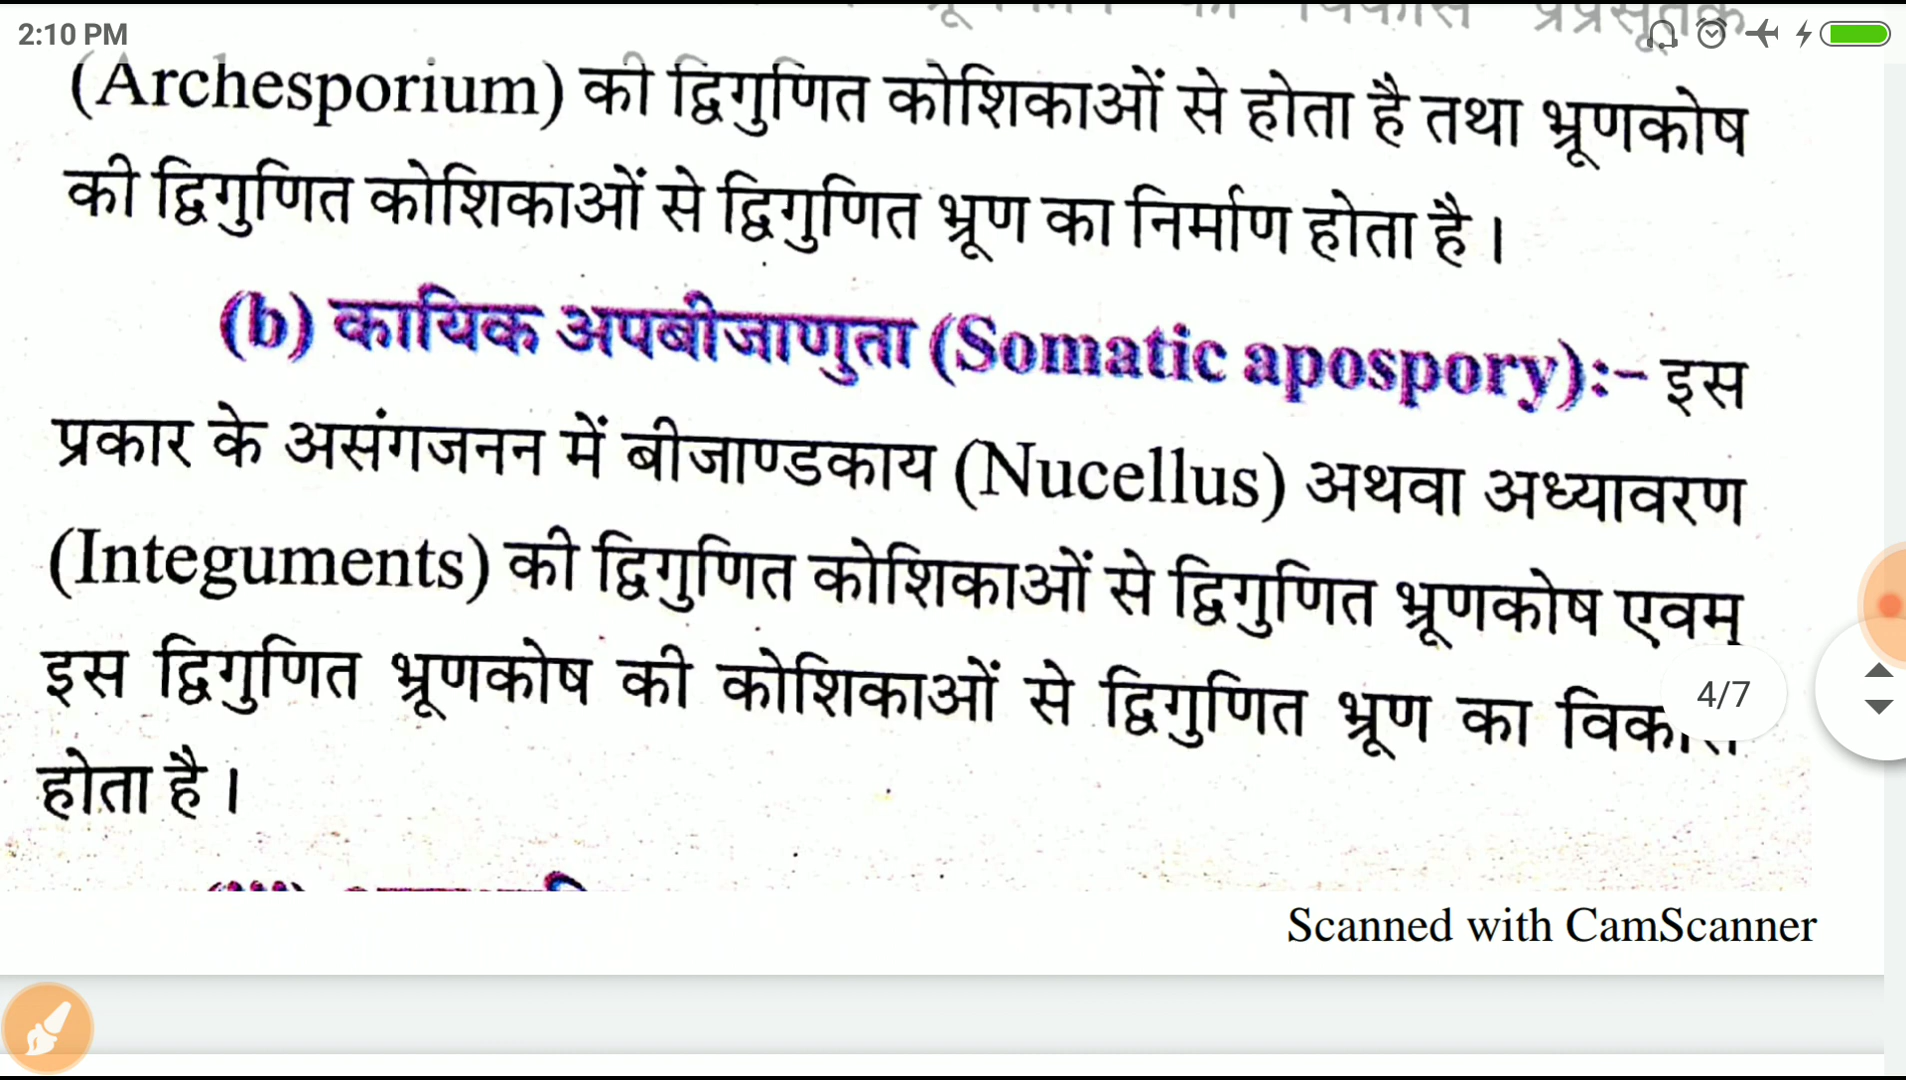 2:10 PM
(Archesporium) की द्विगुणित कोशिकाओं से होता है तथा भ्रूणकोष
की द्विगुणित कोशिकाओं से द्विगुणित भ्रूण का निर्माण होता है।
(b) कायिक अपबीजाणुता (Somatic apospory):- इस
प्रकार के असंगजनन में बीजाण्डकाय (Nucellus) अथवा अध्यावरण
(Integuments) की द्विगुणित कोशिकाओं से द्विगुणित भ्रूणकोष एवम्
इस द्विगुणित भ्रूणकोष की कोशिकाओं से द्विगुणित भ्रूण का
4/7
होता है।
Scanned with CamScanner